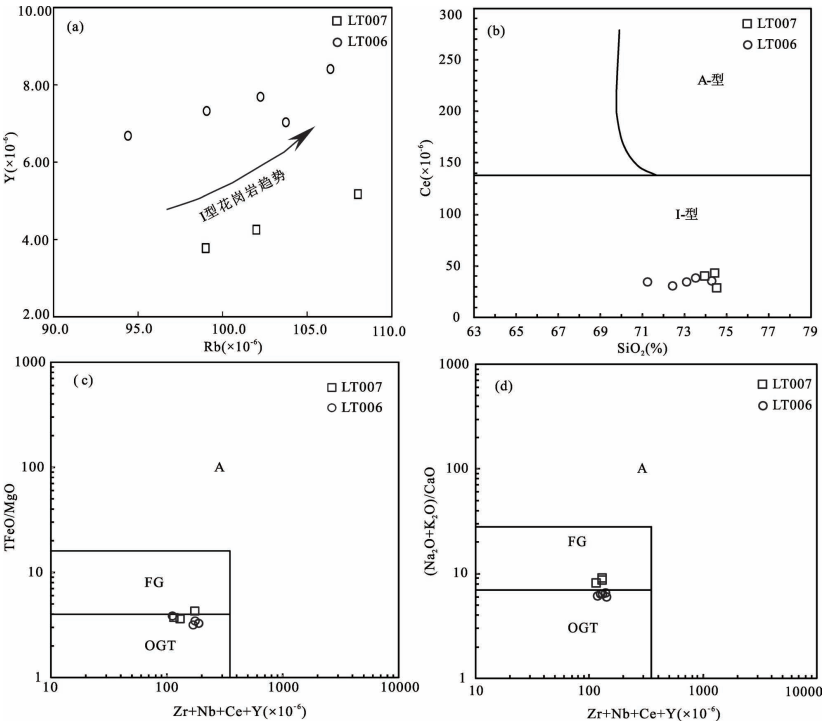 (a)
□ LT007
○ LT006
10.00
8.00
6.00
4.00
2.00
Y(×10⁻⁶)
I型花岗岩趋势
90.0 95.0 100.0 105.0 110.0
Rb(×10⁻⁶)
(b)
□ LT007
○ LT006
300
250
200
150
100
50
0
Ce(×10⁻⁶)
A-型
I-型
63 65 67 69 71 73 75 77 79
SiO₂(%)
(c)
□ LT007
○ LT006
1000
100
10
1
TFeO/MgO
A
FG
OGT
10 100 1000 10000
Zr+Nb+Ce+Y(×10⁻⁶)
(d)
□ LT007
○ LT006
1000
100
10
1
(Na₂O+K₂O)/CaO
A
FG
OGT
10 100 1000 10000
Zr+Nb+Ce+Y(×10⁻⁶)